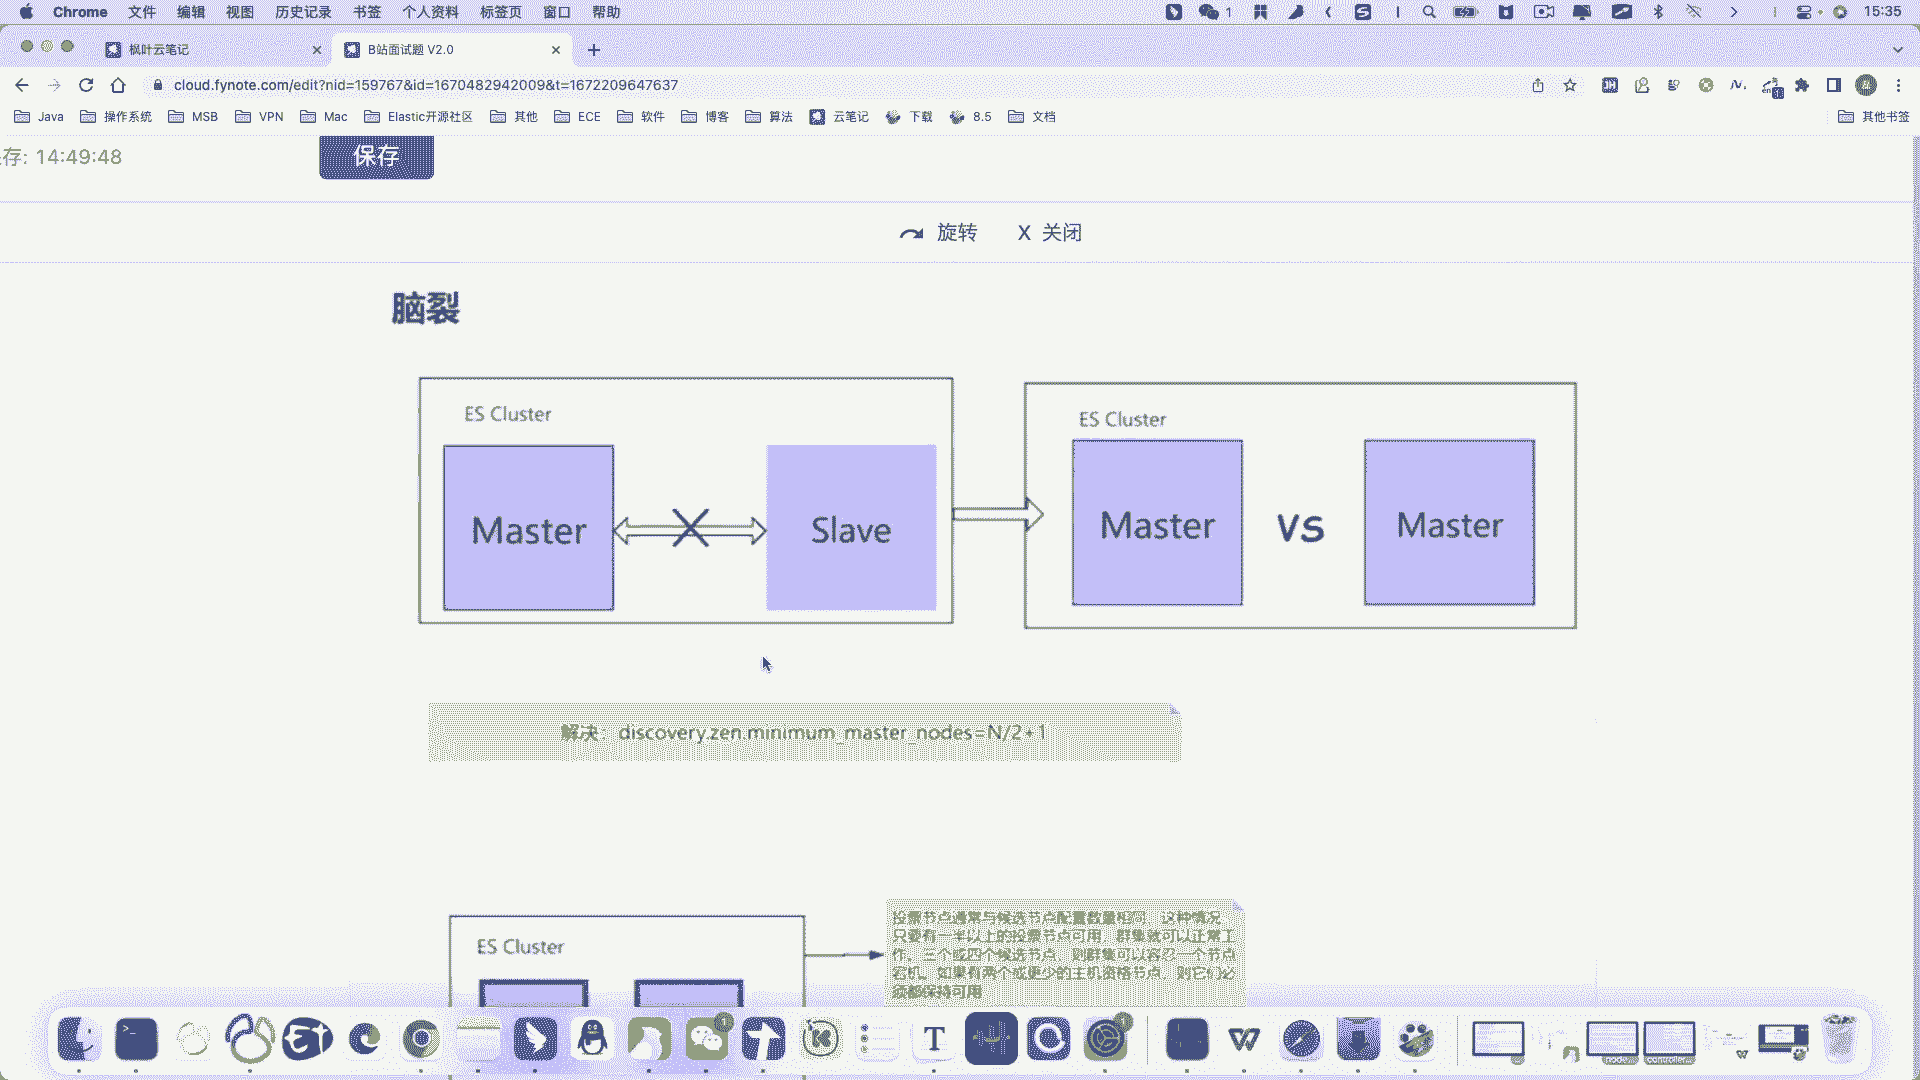 Chrome 文件 编辑 视图 历史记录 书签 个人资料 标签页 窗口 帮助 1 15:35
枫叶云笔记 B站面试题 V2.0
cloud.fynote.com/edit?nid=159767&id=1670482942009&t=1672209647637
Java 操作系统 MSB VPN Mac Elastic开源社区 其他 ECE 软件 博客 算法 云笔记 下载 8.5 文档 其他书签
存: 14:49:48 保存
旋转 X 关闭
脑裂
ES Cluster
Master Slave
ES Cluster
Master VS Master
解决：discovery.zen.minimum_master_nodes=N/2+1
ES Cluster
投票节点通常与候选节点配置数量相同，这种情况
只要有一半以上的投票节点可用，群集就可以正常工
作。三个或四个候选节点，则群集可以容忍一个节点
宕机。如果有两个或更少的主机资格节点，则它们必
须都保持可用